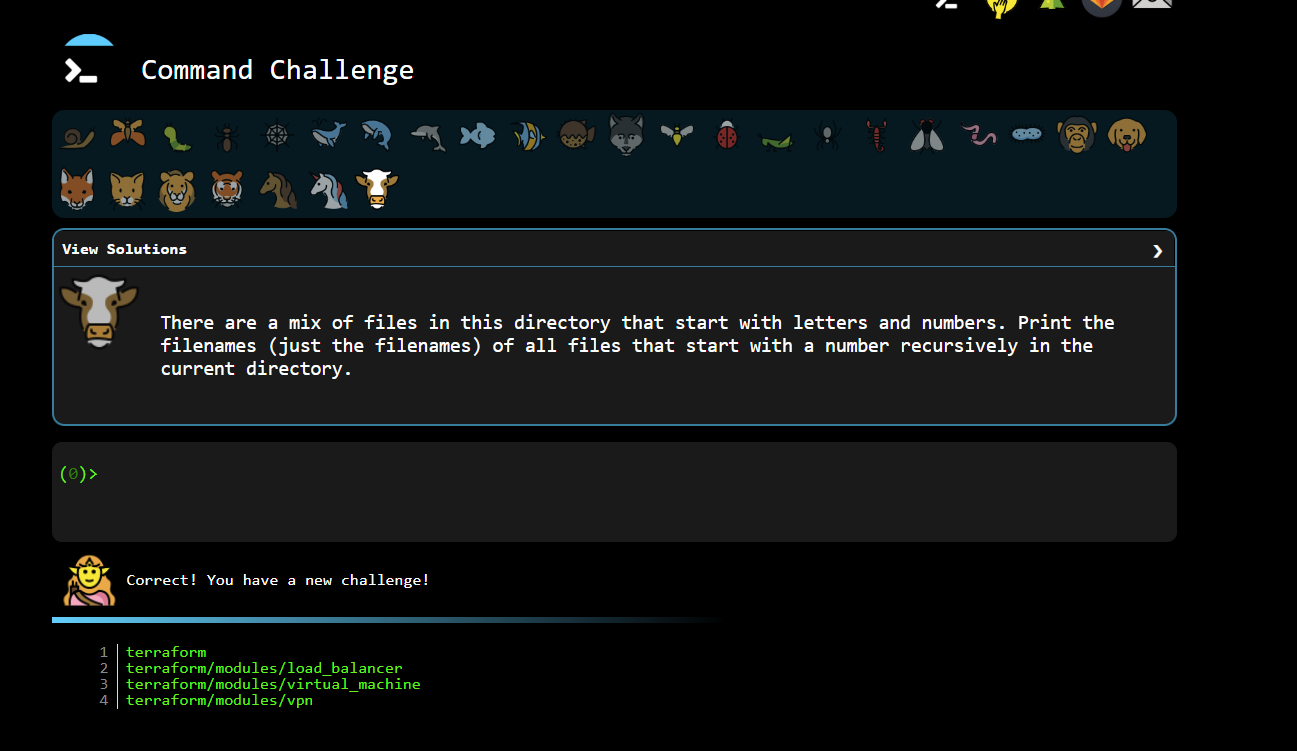 Command Challenge
View Solutions
There are a mix of files in this directory that start with letters and numbers. Print the
filenames (just the filenames) of all files that start with a number recursively in the
current directory.
(0)>
Correct! You have a new challenge!
1 terraform
2 terraform/modules/load_balancer
3 terraform/modules/virtual_machine
4 terraform/modules/vpn